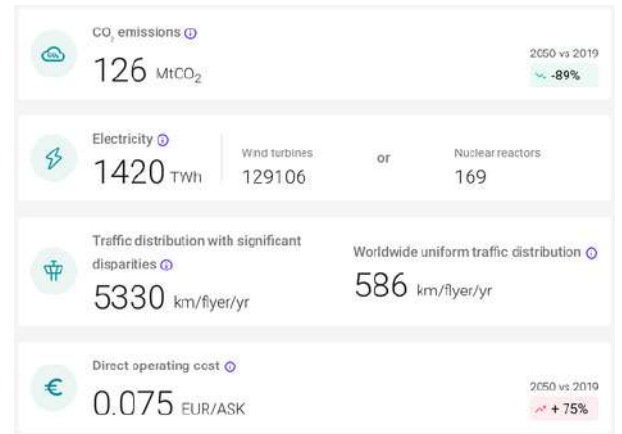 CO₂ emissions
126 MtCO₂
2050 vs 2019
-89%
Electricity
1420 TWh
Wind turbines
129106
or
Nuclear reactors
169
Traffic distribution with significant
disparities
5330 km/flyer/yr
Worldwide uniform traffic distribution
586 km/flyer/yr
Direct operating cost
0.075 EUR/ASK
2050 vs 2019
+ 75%